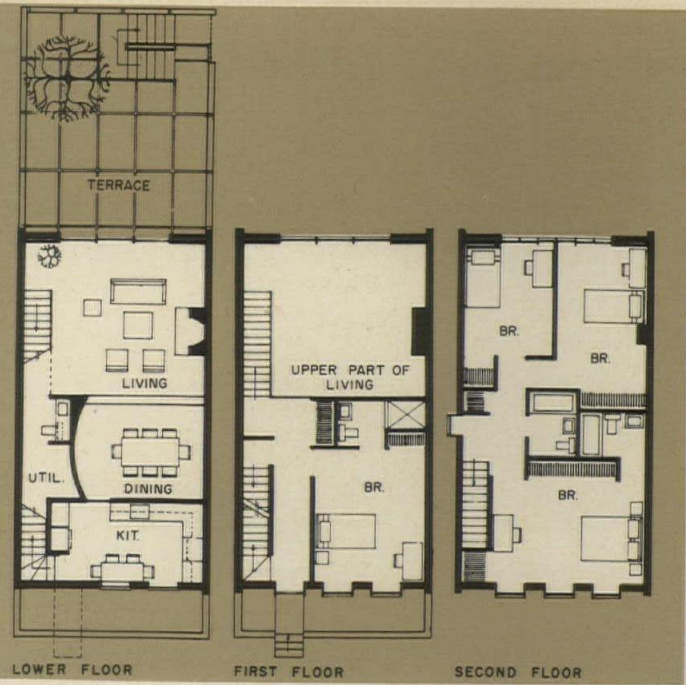 TERRACE
LIVING
UTIL.
DINING
KIT.
LOWER FLOOR
UPPER PART OF
LIVING
BR.
FIRST FLOOR
BR.
BR.
BR.
SECOND FLOOR